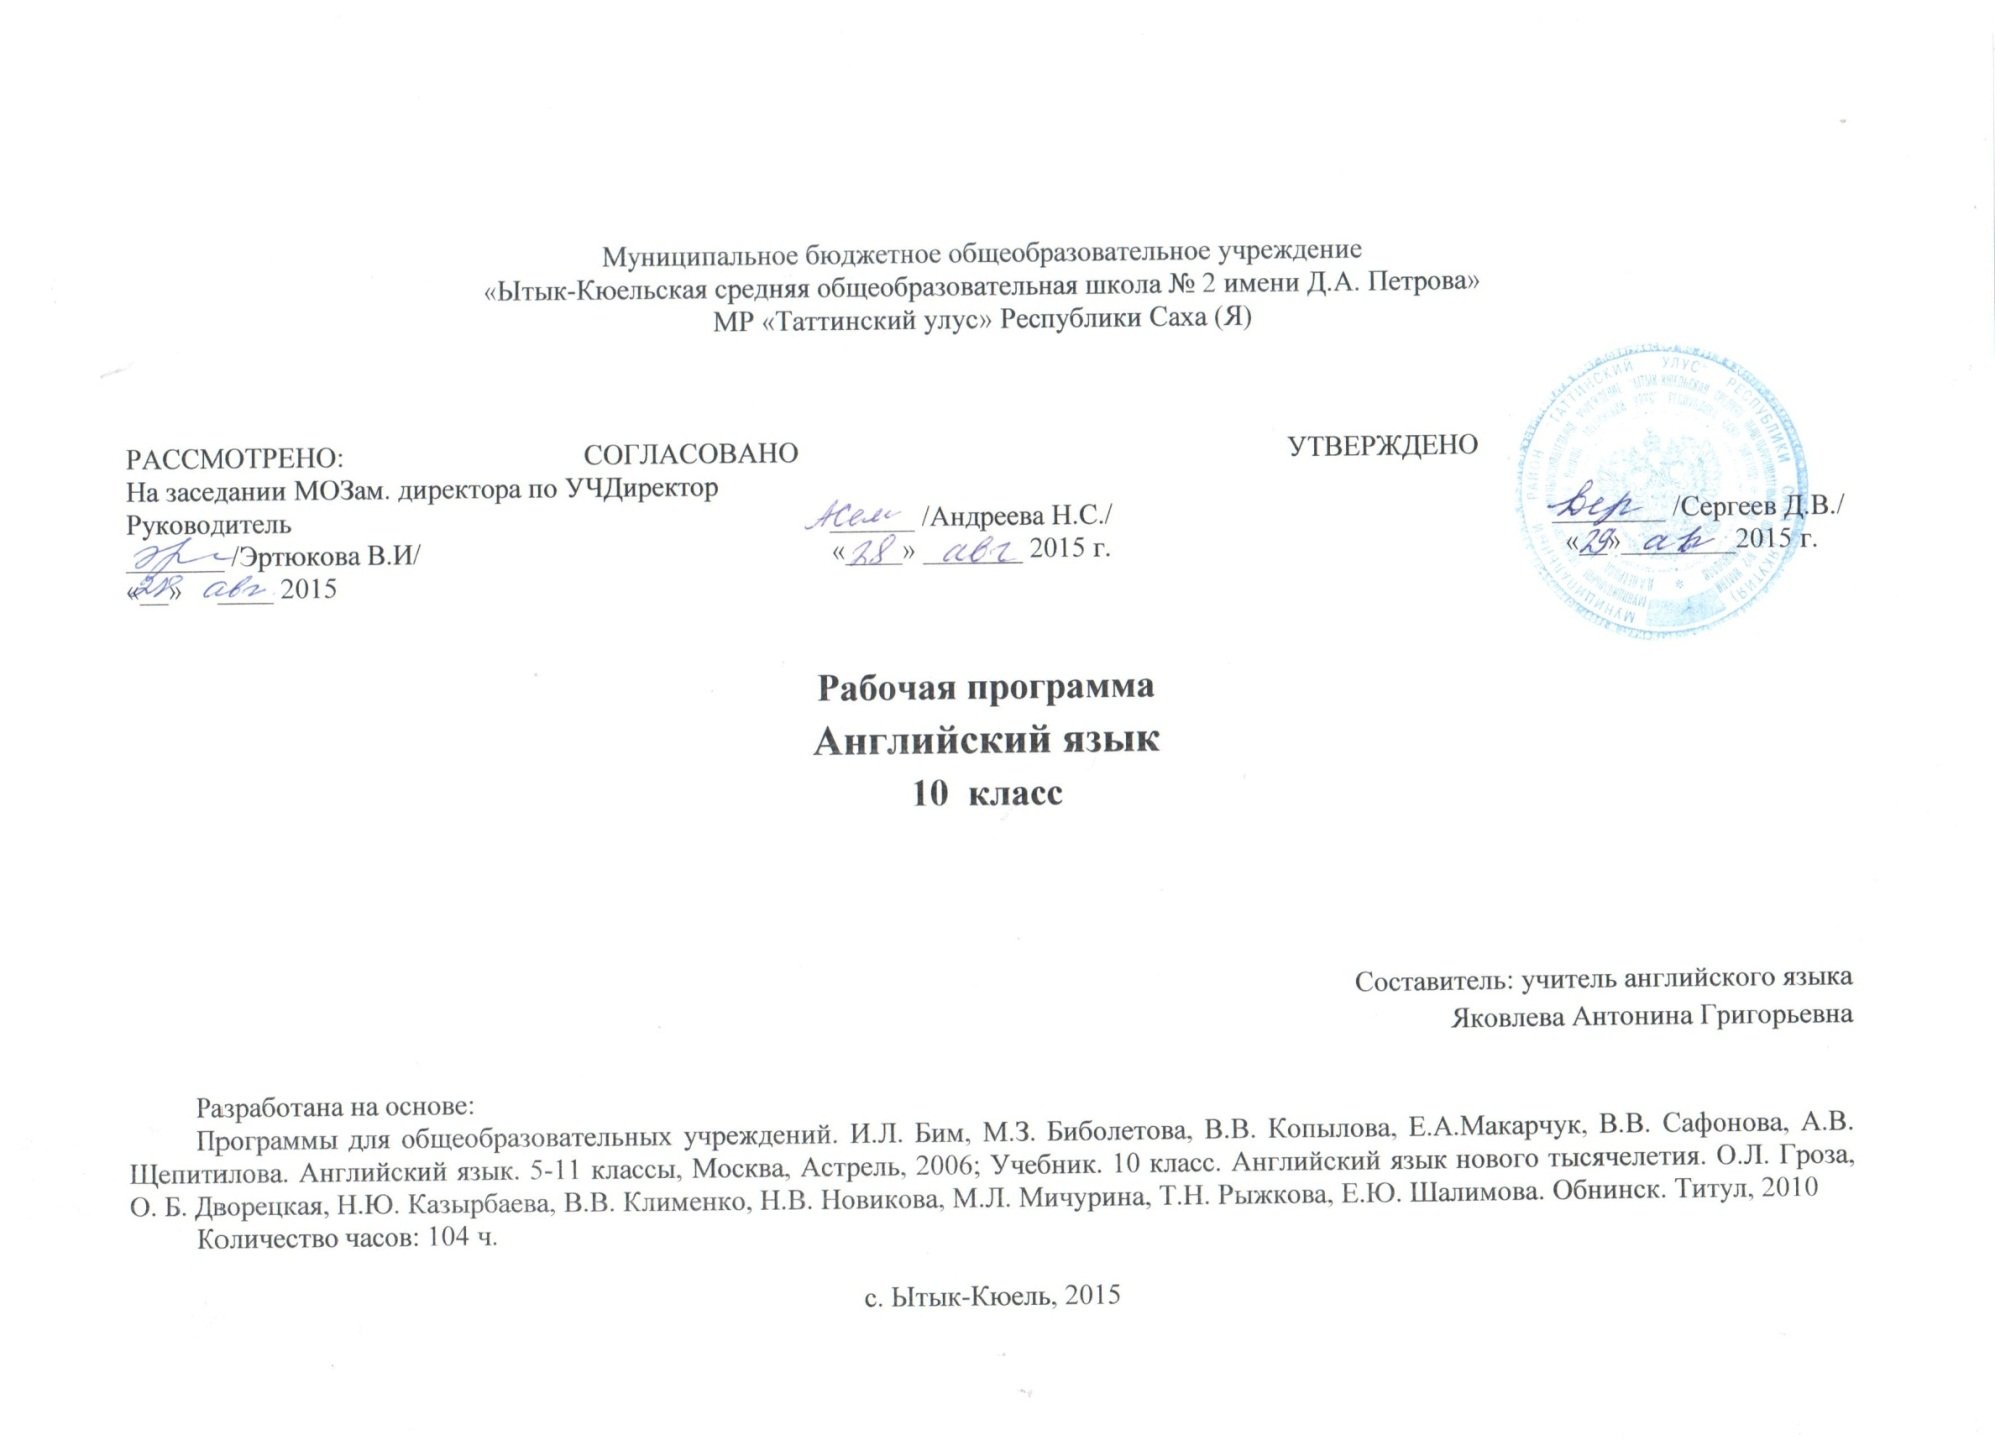 Муниципальное бюджетное общеобразовательное учреждение
«Ытык-Кюельская средняя общеобразовательная школа № 2 имени Д.А. Петрова»
МР «Таттинский улус» Республики Саха (Я)
РАССМОТРЕНО: СОГЛАСОВАНО УТВЕРЖДЕНО
На заседании МОЗам. директора по УЧДиректор
Руководитель
/Андреева Н.С./
/Сергеев Д.В./
/Эртюкова В.И/
«28» авг 2015 г.
«29» 2015 г.
«28» авг 2015
ТАТТИНСКИЙ УЛУС" РЕСПУБЛИКИ
Рабочая программа
Английский язык
10 класс
Составитель: учитель английского языка
Яковлева Антонина Григорьевна
Разработана на основе:
Программы для общеобразовательных учреждений. И.Л. Бим, М.З. Биболетова, В.В. Копылова, Е.А.Макарчук, В.В. Сафонова, А.В.
Щепитилова. Английский язык. 5-11 классы, Москва, Астрель, 2006; Учебник. 10 класс. Английский язык нового тысячелетия. О.Л. Гроза,
О. Б. Дворецкая, Н.Ю. Казырбаева, В.В. Клименко, Н.В. Новикова, М.Л. Мичурина, Т.Н. Рыжкова, Е.Ю. Шалимова. Обнинск. Титул, 2010
Количество часов: 104 ч.
с. Ытык-Кюель, 2015